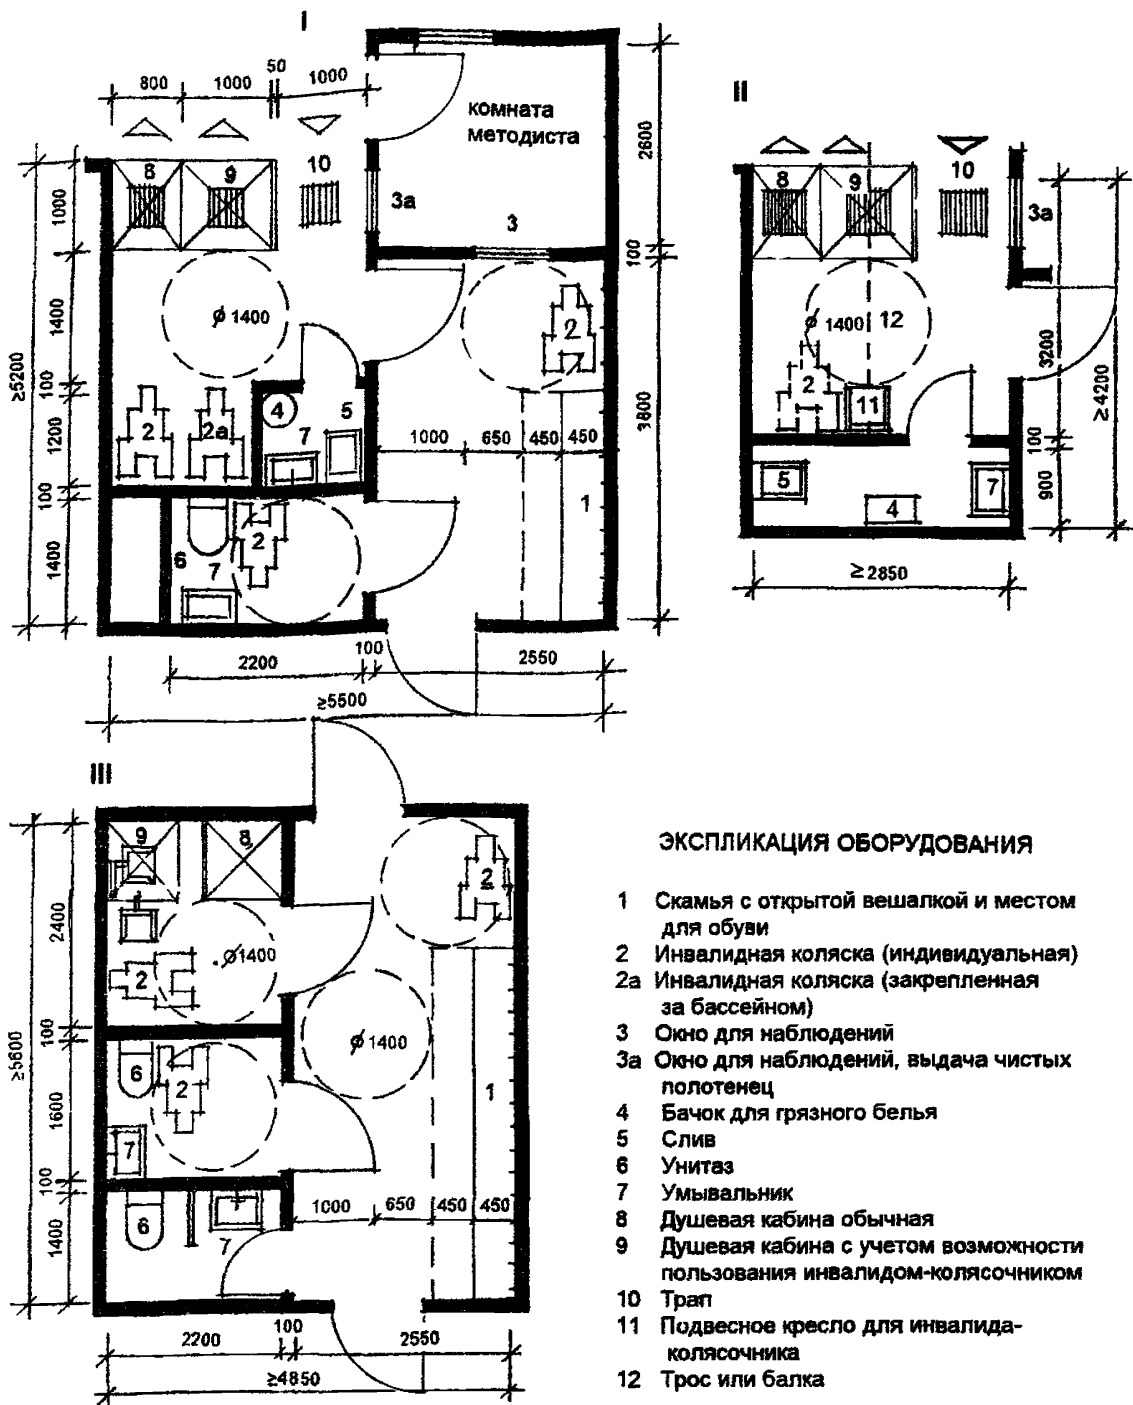 I
800
1000
50
1000
комната
методиста
2600
8
9
10
3а
3
1000
100
1400
ø 1400
2
≥5200
100
3800
1200
2
2а
4
7
5
1000
650
450
450
100
1
1400
6
7
2
2200
100
2550
≥5500
II
8
9
10
3а
ø 1400
12
3200
≥4200
2
11
100
5
4
7
900
≥2850
III
9
8
2
2400
ø1400
2
ø1400
≥5600
100
6
2
1
1600
7
100
1000
650
450
450
6
7
1400
2200
100
2550
≥4850
ЭКСПЛИКАЦИЯ ОБОРУДОВАНИЯ
1 Скамья с открытой вешалкой и местом
для обуви
2 Инвалидная коляска (индивидуальная)
2а Инвалидная коляска (закрепленная
за бассейном)
3 Окно для наблюдений
3а Окно для наблюдений, выдача чистых
полотенец
4 Бачок для грязного белья
5 Слив
6 Унитаз
7 Умывальник
8 Душевая кабина обычная
9 Душевая кабина с учетом возможности
пользования инвалидом-колясочником
10 Трап
11 Подвесное кресло для инвалида-
колясочника
12 Трос или балка